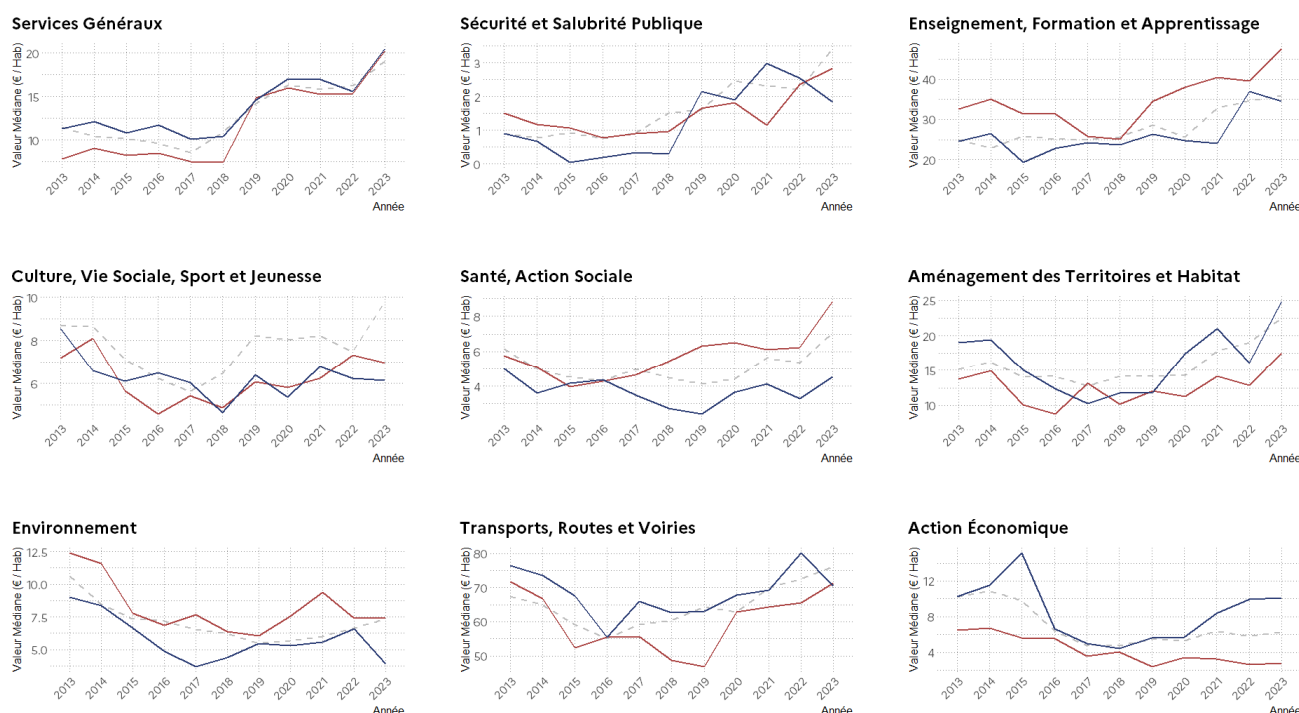 Services Généraux
Valeur Médiane (€ / Hab)
20
15
10
2013 2014 2015 2016 2017 2018 2019 2020 2021 2022 2023
Année
Sécurité et Salubrité Publique
Valeur Médiane (€ / Hab)
3
2
1
0
2013 2014 2015 2016 2017 2018 2019 2020 2021 2022 2023
Année
Enseignement, Formation et Apprentissage
Valeur Médiane (€ / Hab)
40
30
20
2013 2014 2015 2016 2017 2018 2019 2020 2021 2022 2023
Année
Culture, Vie Sociale, Sport et Jeunesse
Valeur Médiane (€ / Hab)
10
8
6
2013 2014 2015 2016 2017 2018 2019 2020 2021 2022 2023
Année
Santé, Action Sociale
Valeur Médiane (€ / Hab)
8
6
4
2013 2014 2015 2016 2017 2018 2019 2020 2021 2022 2023
Année
Aménagement des Territoires et Habitat
Valeur Médiane (€ / Hab)
25
20
15
10
2013 2014 2015 2016 2017 2018 2019 2020 2021 2022 2023
Année
Environnement
Valeur Médiane (€ / Hab)
12.5
10.0
7.5
5.0
2013 2014 2015 2016 2017 2018 2019 2020 2021 2022 2023
Année
Transports, Routes et Voiries
Valeur Médiane (€ / Hab)
80
70
60
50
2013 2014 2015 2016 2017 2018 2019 2020 2021 2022 2023
Année
Action Économique
Valeur Médiane (€ / Hab)
12
8
4
2013 2014 2015 2016 2017 2018 2019 2020 2021 2022 2023
Année